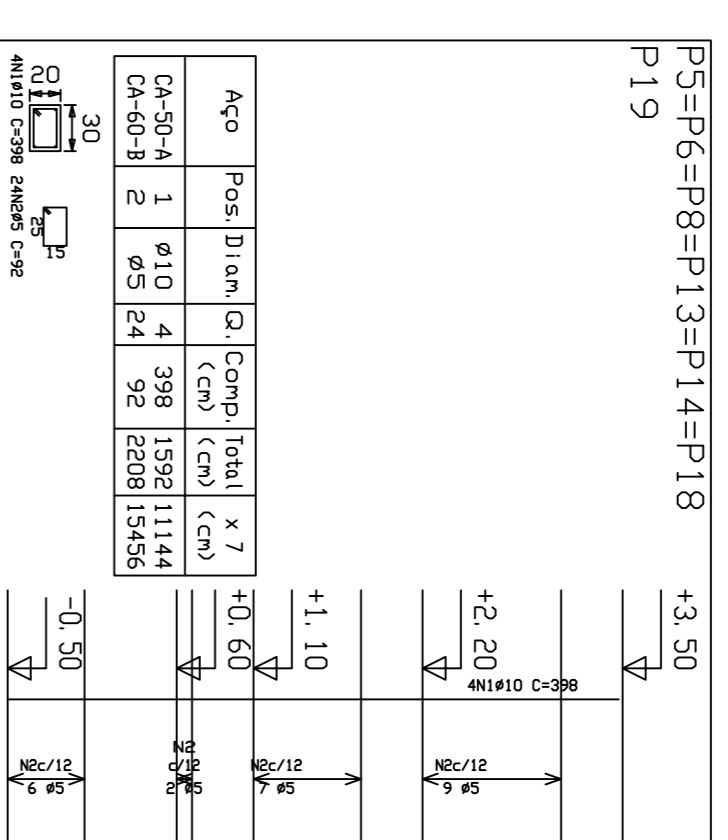 P5=P6=P8=P13=P14=P18
P19
Aço Pos. Diam. Q. Comp. Total x 7
(cm) (cm) (cm)
CA-50-A 1 ø10 4 398 1592 11144
CA-60-B 2 ø5 24 92 2208 15456
30
20
15
25
4N1ø10 C=398 24N2ø5 C=92
+3. 50
+2. 20
+1. 10
+0. 60
-0. 50
4N1ø10 C=398
N2c/12
6 ø5
N2
c/12
2 ø5
N2c/12
7 ø5
N2c/12
9 ø5